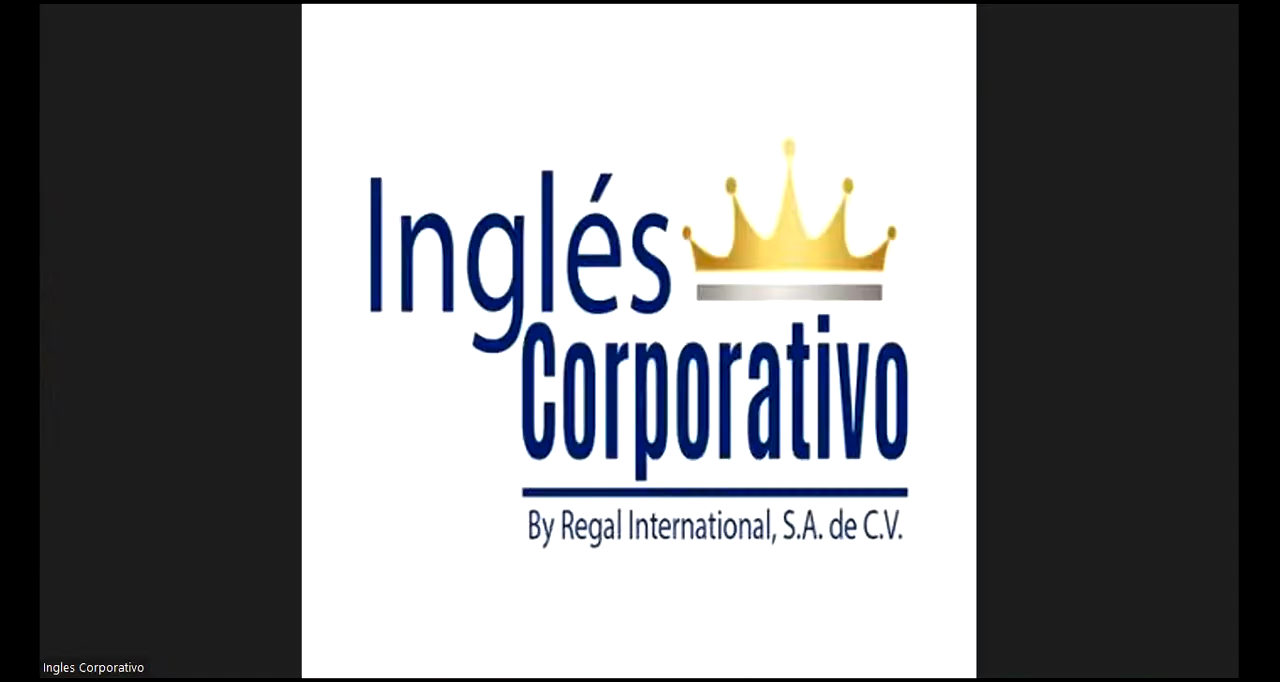 Inglés
Corporativo
By Regal International, S.A. de C.V.
Ingles Corporativo